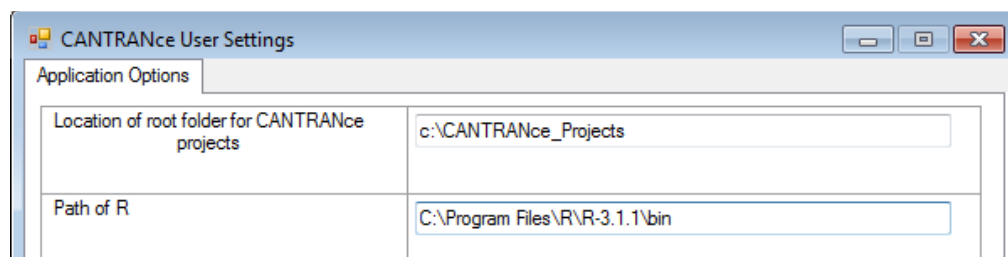 CANTRANce User Settings
Application Options
Location of root folder for CANTRANce
projects
c:\CANTRANce_Projects
Path of R
C:\Program Files\R\R-3.1.1\bin